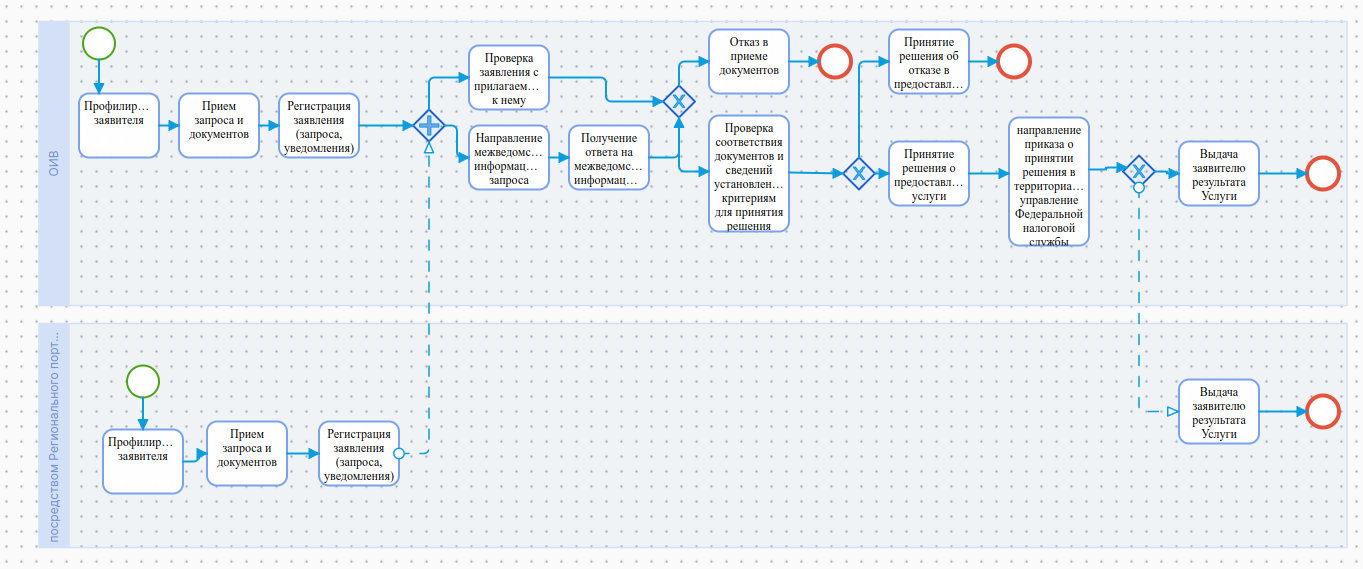 ОИВ
Профилир…
заявителя
Прием
запроса и
документов
Регистрация
заявления
(запроса,
уведомления)
Проверка
заявления с
прилагаем…
к нему
Направление
межведомс…
информац…
запроса
Получение
ответа на
межведомс…
информац…
Отказ в
приеме
документов
Проверка
соответствия
документов и
сведений
установлен…
критериям
для принятия
решения
Принятие
решения об
отказе в
предоставл…
Принятие
решения о
предоставл…
услуги
направление
приказа о
принятии
решения в
территориа…
управление
Федеральной
налоговой
службы
Выдача
заявителю
результата
Услуги
посредством Регионального порт…
Профилир…
заявителя
Прием
запроса и
документов
Регистрация
заявления
(запроса,
уведомления)
Выдача
заявителю
результата
Услуги